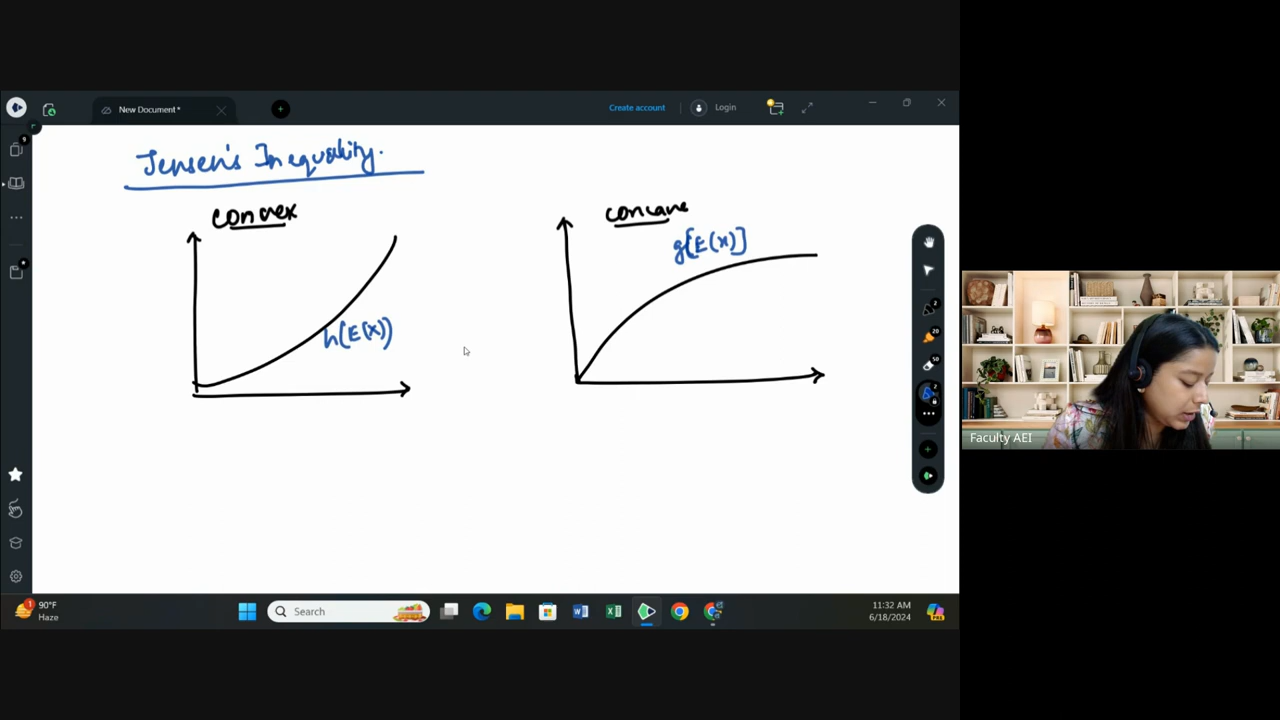 New Document*
Create account
Login
Jensen's Inequality.
convex
concave
g[E(x)]
h(E(x))
Faculty AEI
90°F
Haze
Search
11:32 AM
6/18/2024